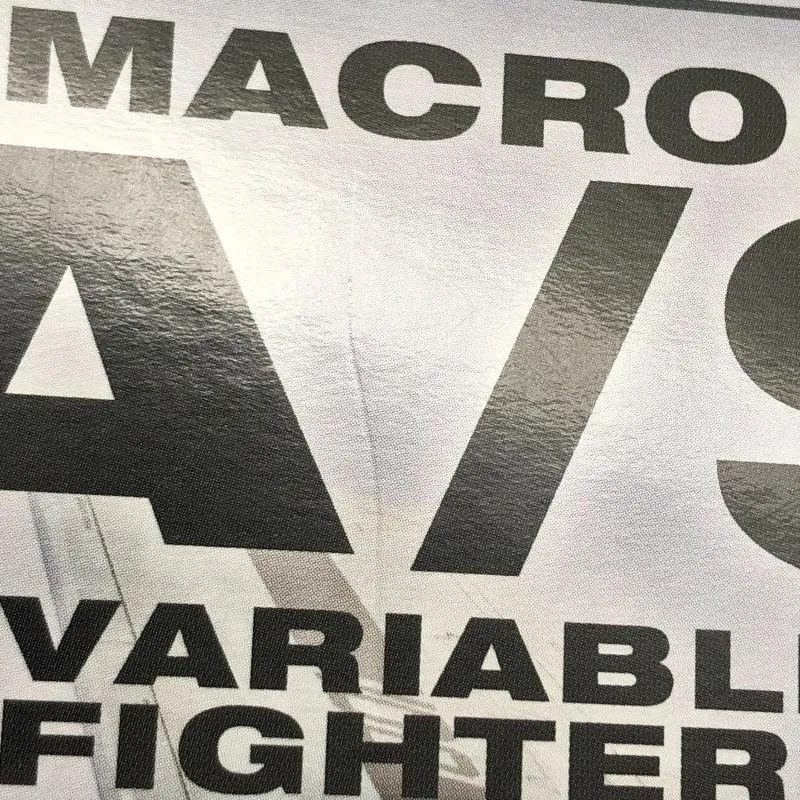 MACRO
A/S
VARIABL
FIGHTER